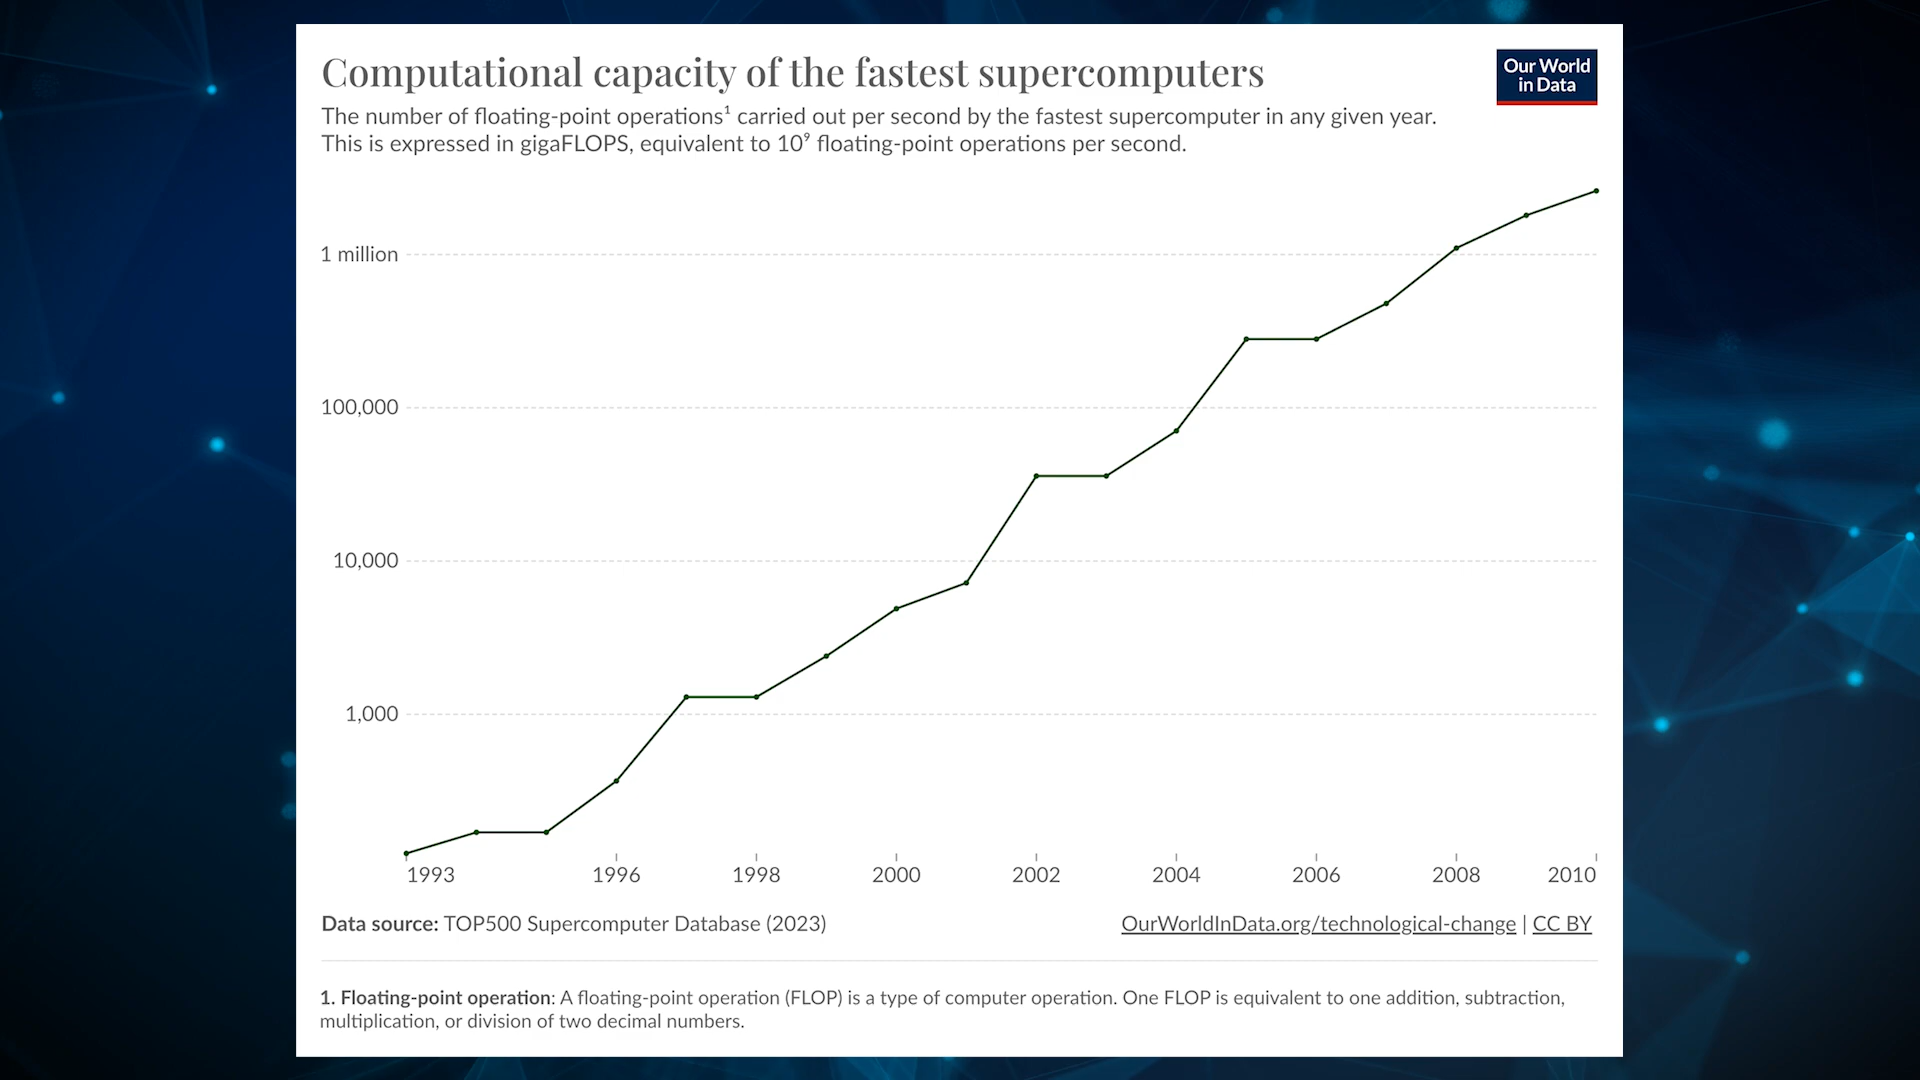 Computational capacity of the fastest supercomputers
Our World
in Data
The number of floating-point operations¹ carried out per second by the fastest supercomputer in any given year.
This is expressed in gigaFLOPS, equivalent to 10⁹ floating-point operations per second.
1 million
100,000
10,000
1,000
1993 1996 1998 2000 2002 2004 2006 2008 2010
Data source: TOP500 Supercomputer Database (2023) OurWorldInData.org/technological-change | CC BY
1. Floating-point operation: A floating-point operation (FLOP) is a type of computer operation. One FLOP is equivalent to one addition, subtraction,
multiplication, or division of two decimal numbers.